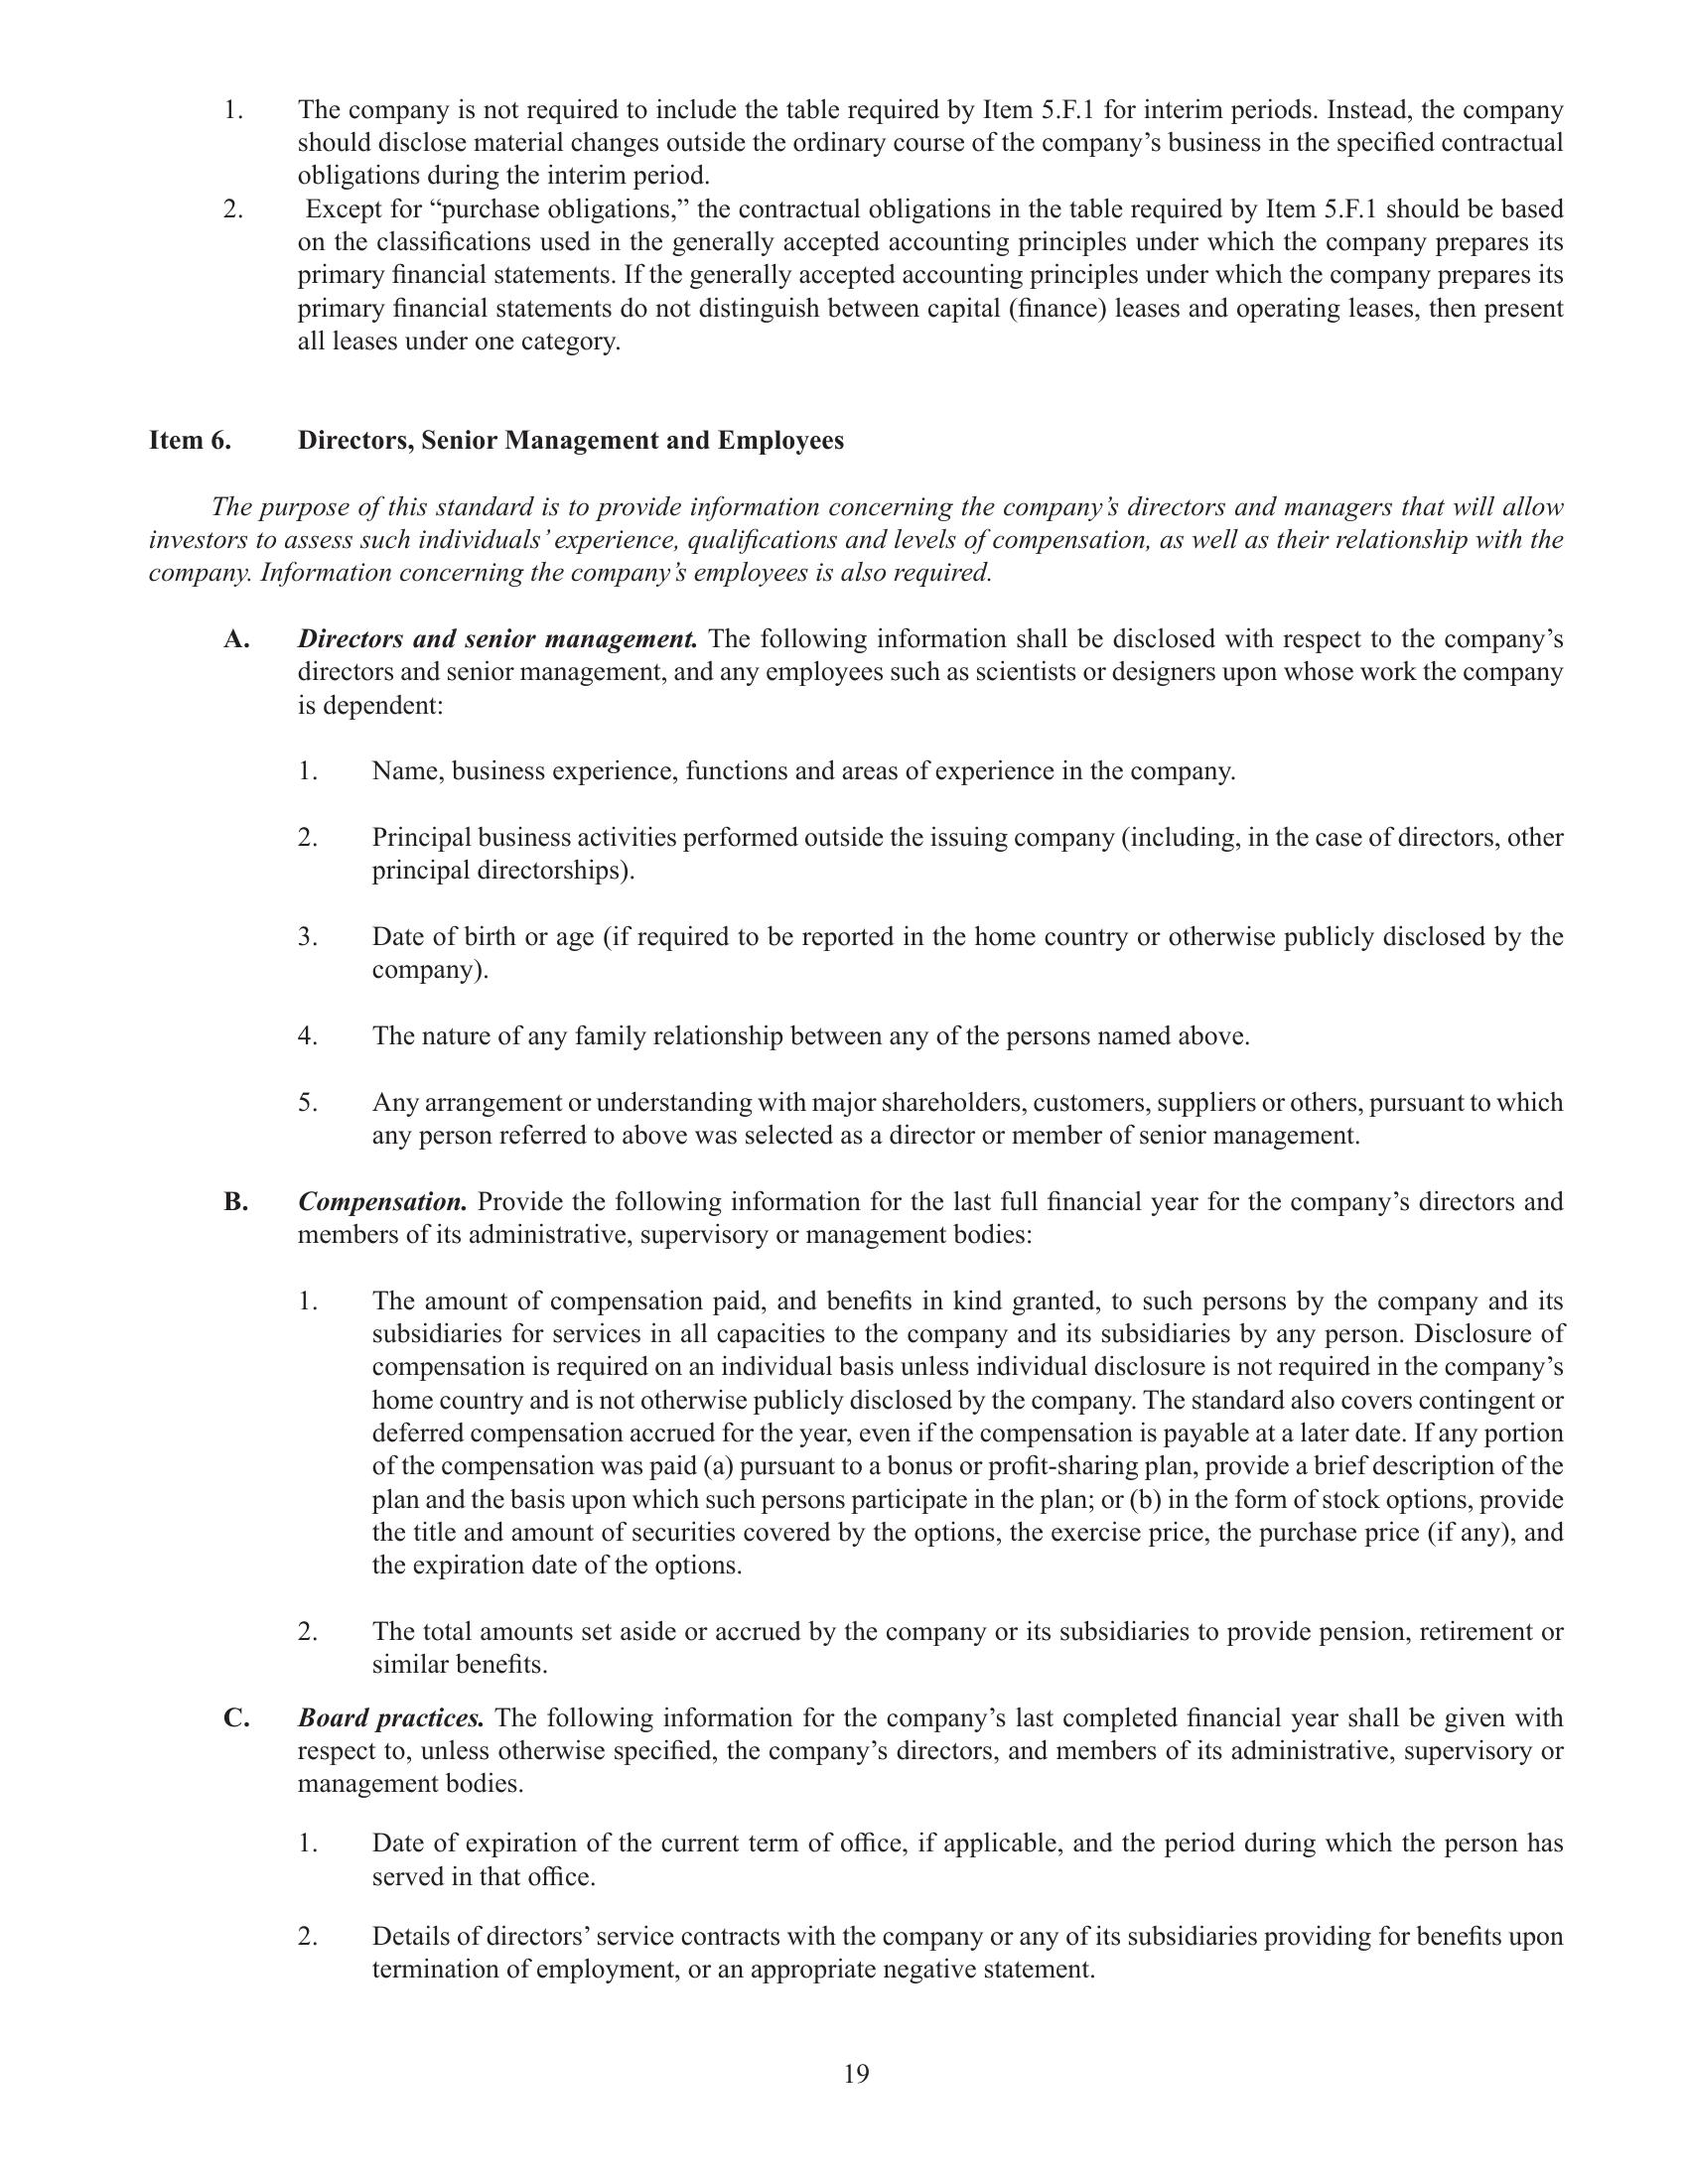 1. The company is not required to include the table required by Item 5.F.1 for interim periods. Instead, the company
should disclose material changes outside the ordinary course of the company’s business in the specified contractual
obligations during the interim period.
2. Except for “purchase obligations,” the contractual obligations in the table required by Item 5.F.1 should be based
on the classifications used in the generally accepted accounting principles under which the company prepares its
primary financial statements. If the generally accepted accounting principles under which the company prepares its
primary financial statements do not distinguish between capital (finance) leases and operating leases, then present
all leases under one category.
Item 6. Directors, Senior Management and Employees
The purpose of this standard is to provide information concerning the company’s directors and managers that will allow
investors to assess such individuals’ experience, qualifications and levels of compensation, as well as their relationship with the
company. Information concerning the company’s employees is also required.
A. Directors and senior management. The following information shall be disclosed with respect to the company’s
directors and senior management, and any employees such as scientists or designers upon whose work the company
is dependent:
1. Name, business experience, functions and areas of experience in the company.
2. Principal business activities performed outside the issuing company (including, in the case of directors, other
principal directorships).
3. Date of birth or age (if required to be reported in the home country or otherwise publicly disclosed by the
company).
4. The nature of any family relationship between any of the persons named above.
5. Any arrangement or understanding with major shareholders, customers, suppliers or others, pursuant to which
any person referred to above was selected as a director or member of senior management.
B. Compensation. Provide the following information for the last full financial year for the company’s directors and
members of its administrative, supervisory or management bodies:
1. The amount of compensation paid, and benefits in kind granted, to such persons by the company and its
subsidiaries for services in all capacities to the company and its subsidiaries by any person. Disclosure of
compensation is required on an individual basis unless individual disclosure is not required in the company’s
home country and is not otherwise publicly disclosed by the company. The standard also covers contingent or
deferred compensation accrued for the year, even if the compensation is payable at a later date. If any portion
of the compensation was paid (a) pursuant to a bonus or profit-sharing plan, provide a brief description of the
plan and the basis upon which such persons participate in the plan; or (b) in the form of stock options, provide
the title and amount of securities covered by the options, the exercise price, the purchase price (if any), and
the expiration date of the options.
2. The total amounts set aside or accrued by the company or its subsidiaries to provide pension, retirement or
similar benefits.
C. Board practices. The following information for the company’s last completed financial year shall be given with
respect to, unless otherwise specified, the company’s directors, and members of its administrative, supervisory or
management bodies.
1. Date of expiration of the current term of office, if applicable, and the period during which the person has
served in that office.
2. Details of directors’ service contracts with the company or any of its subsidiaries providing for benefits upon
termination of employment, or an appropriate negative statement.
19